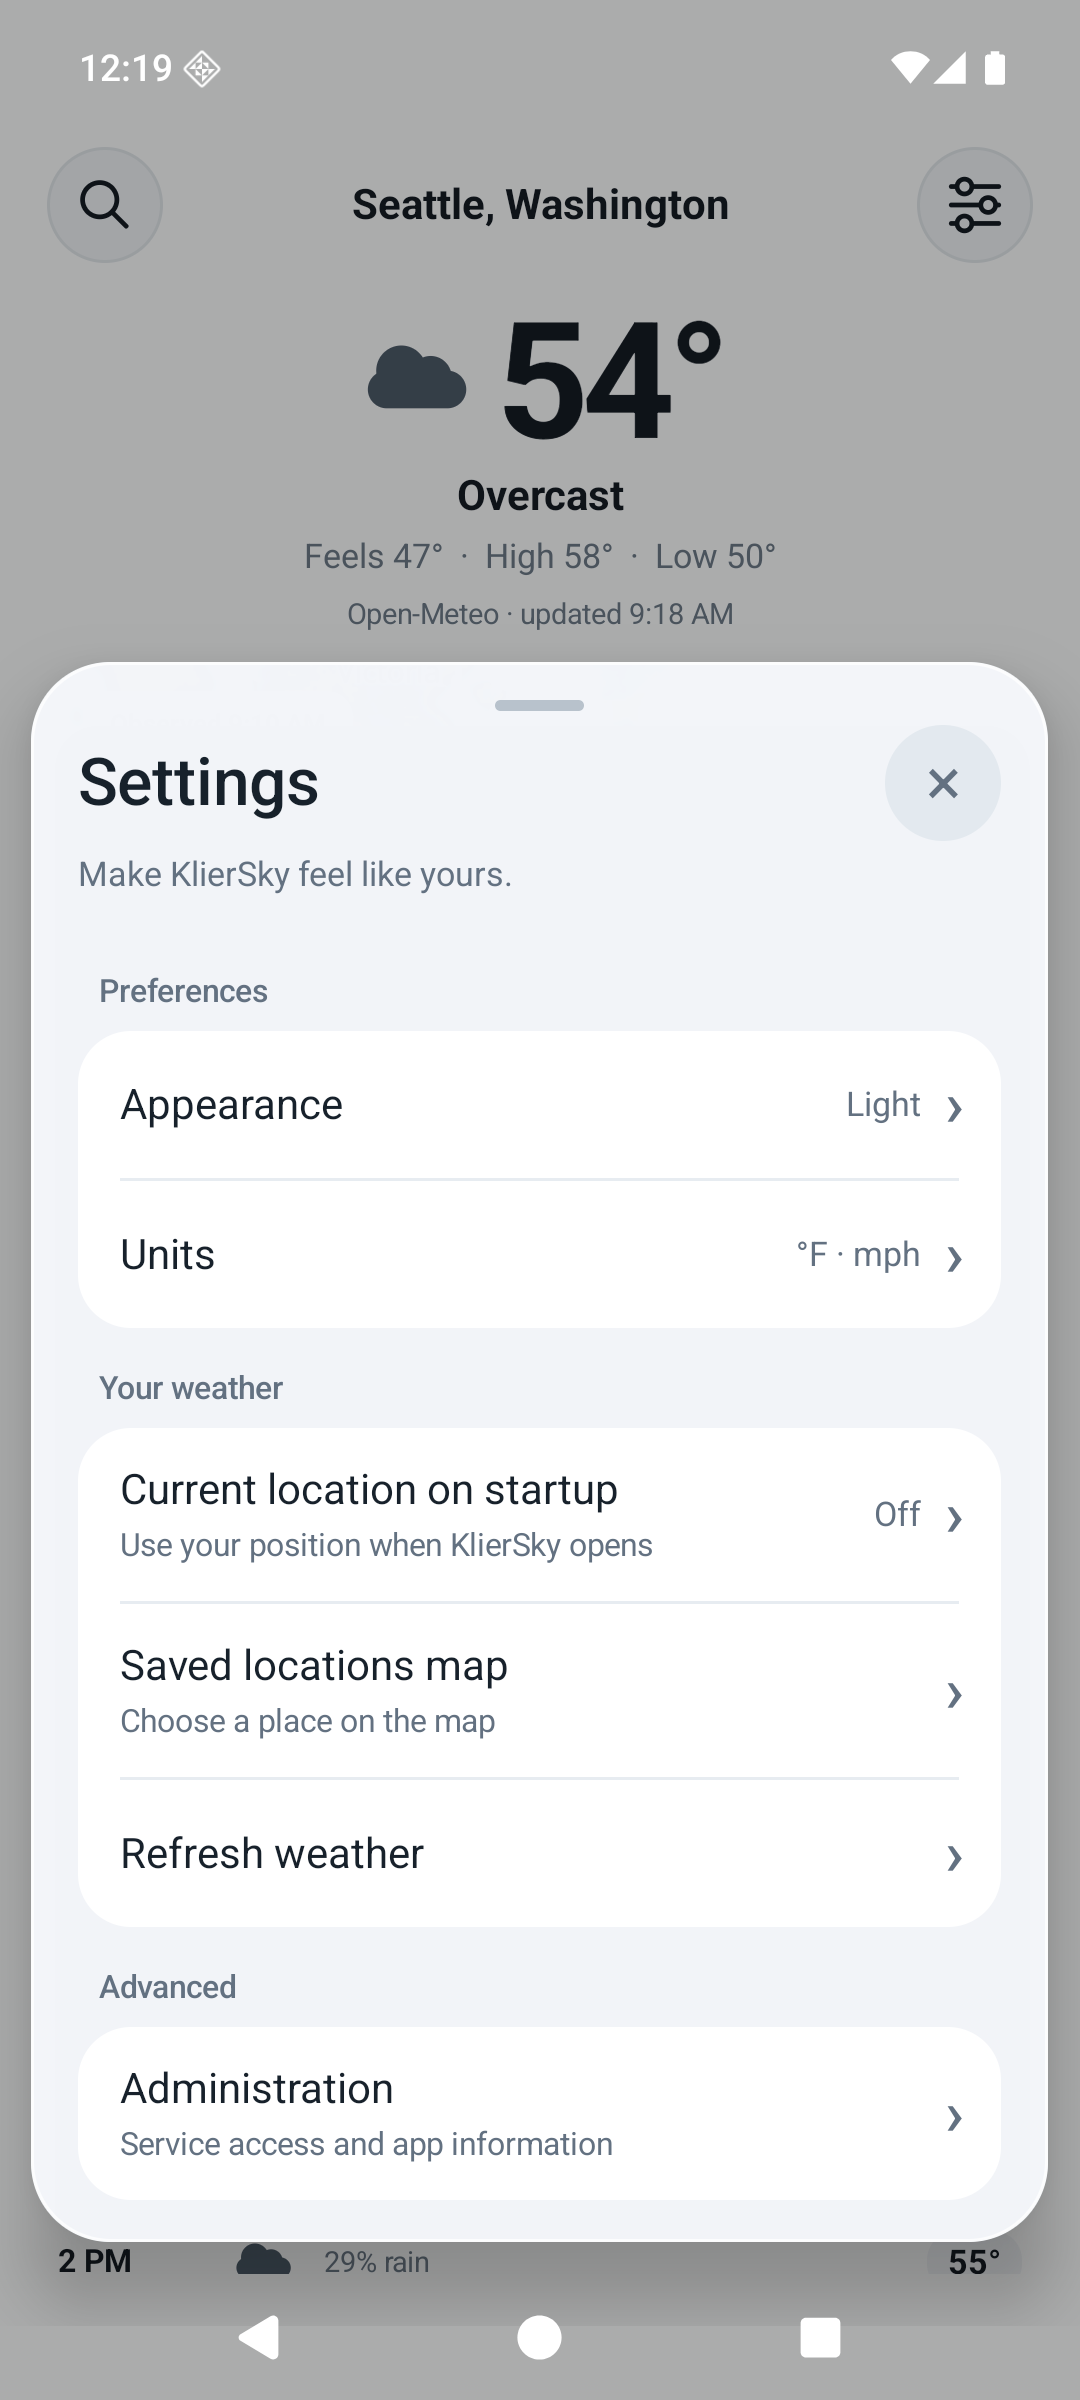 12:19
Seattle, Washington
54°
Overcast
Feels 47° · High 58° · Low 50°
Open-Meteo · updated 9:18 AM
Settings
Make KlierSky feel like yours.
Preferences
Appearance Light
Units °F · mph
Your weather
Current location on startup Off
Use your position when KlierSky opens
Saved locations map
Choose a place on the map
Refresh weather
Advanced
Administration
Service access and app information
2 PM 29% rain 55°